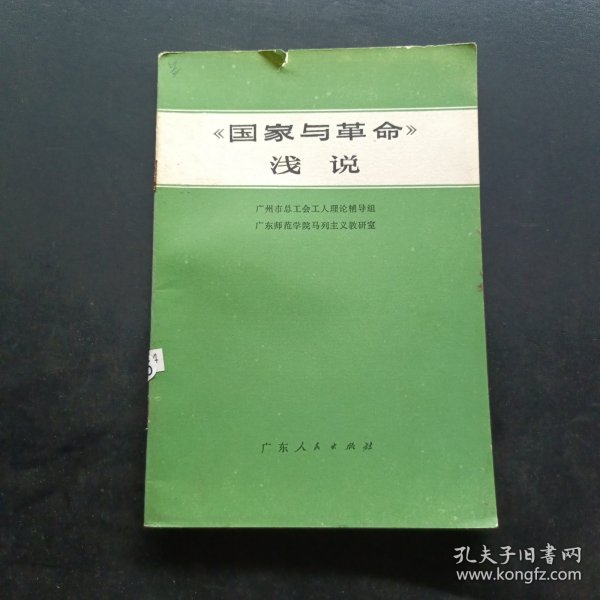 《国家与革命》
浅说
广州市总工会工人理论辅导组
广东师范学院马列主义教研室
广东人民出版社
孔夫子旧书网
www.kongfz.com